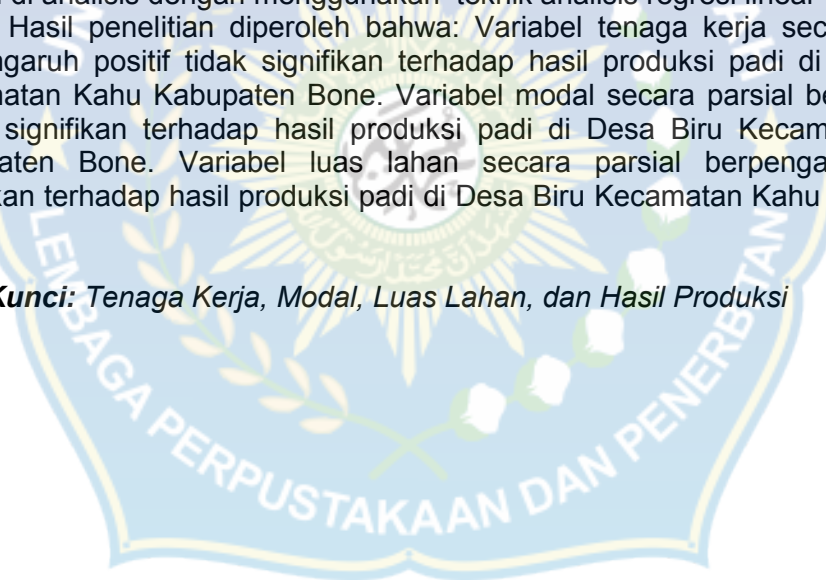 di analisis dengan menggunakan teknik analisis regresi linear
Hasil penelitian diperoleh bahwa: Variabel tenaga kerja sec
ngaruh positif tidak signifikan terhadap hasil produksi padi di
matan Kahu Kabupaten Bone. Variabel modal secara parsial be
signifikan terhadap hasil produksi padi di Desa Biru Kecam
paten Bone. Variabel luas lahan secara parsial berpenga
kan terhadap hasil produksi padi di Desa Biru Kecamatan Kahu
Kunci: Tenaga Kerja, Modal, Luas Lahan, dan Hasil Produksi
LEMBAGA PERPUSTAKAAN DAN PENERBITAN